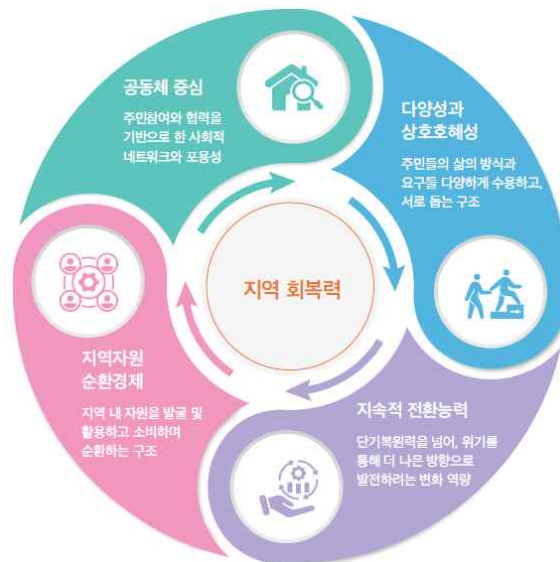 공동체 중심
주민참여와 협력을
기반으로 한 사회적
네트워크와 포용성
다양성과
상호호혜성
주민들의 삶의 방식과
요구들 다양하게 수용하고,
서로 돕는 구조
지역 회복력
지역자원
순환경제
지역 내 자원을 발굴 및
활용하고 소비하며
순환하는 구조
지속적 전환능력
단기복원력을 넘어, 위기를
통해 더 나은 방향으로
발전하려는 변화 역량